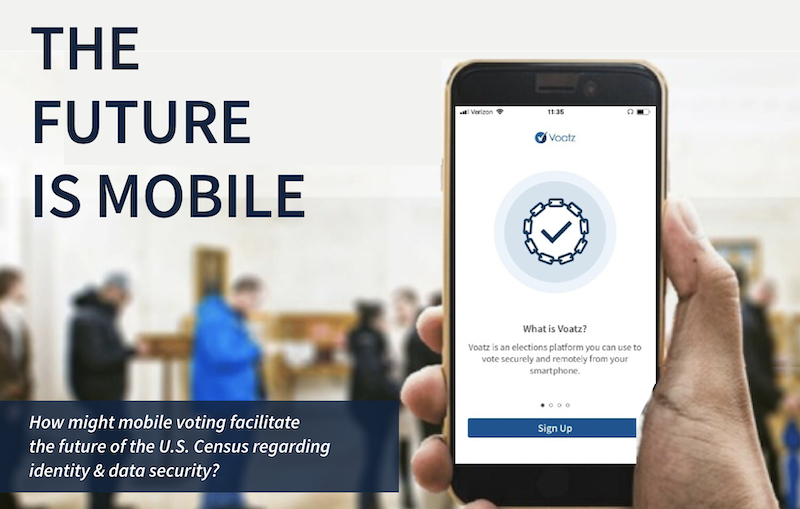 THE
FUTURE
IS MOBILE
Verizon 11:35
Voatz
What is Voatz?
Voatz is an elections platform you can use to
vote securely and remotely from your
smartphone.
Sign Up
How might mobile voting facilitate
the future of the U.S. Census regarding
identity & data security?